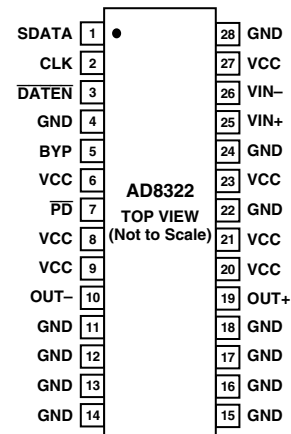 SDATA 1 28 GND
CLK 2 27 VCC
DATEN 3 26 VIN–
GND 4 25 VIN+
BYP 5 24 GND
VCC 6 23 VCC
AD8322
PD 7 22 GND
TOP VIEW
VCC 8 (Not to Scale) 21 VCC
VCC 9 20 VCC
OUT– 10 19 OUT+
GND 11 18 GND
GND 12 17 GND
GND 13 16 GND
GND 14 15 GND